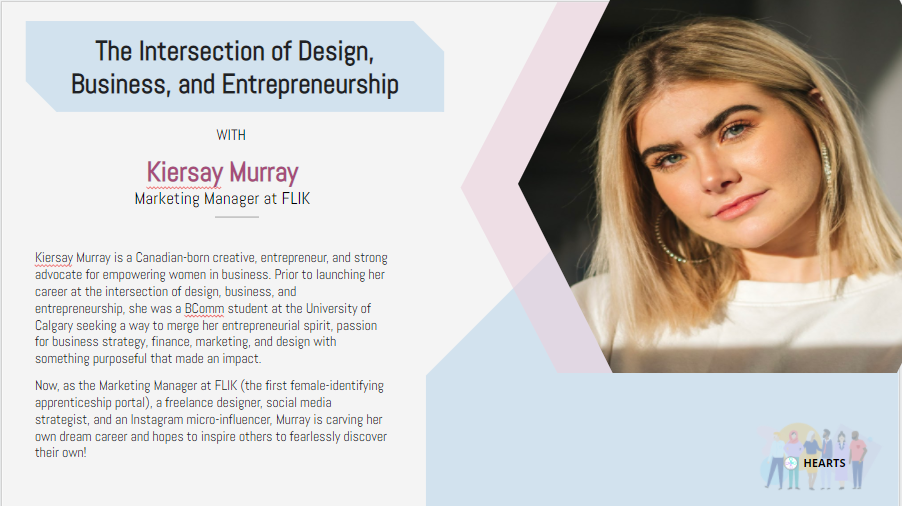 The Intersection of Design,
Business, and Entrepreneurship
WITH
Kiersay Murray
Marketing Manager at FLIK
Kiersay Murray is a Canadian-born creative, entrepreneur, and strong
advocate for empowering women in business. Prior to launching her
career at the intersection of design, business, and
entrepreneurship, she was a BComm student at the University of
Calgary seeking a way to merge her entrepreneurial spirit, passion
for business strategy, finance, marketing, and design with
something purposeful that made an impact.
Now, as the Marketing Manager at FLIK (the first female-identifying
apprenticeship portal), a freelance designer, social media
strategist, and an Instagram micro-influencer, Murray is carving her
own dream career and hopes to inspire others to fearlessly discover
their own!
HEARTS